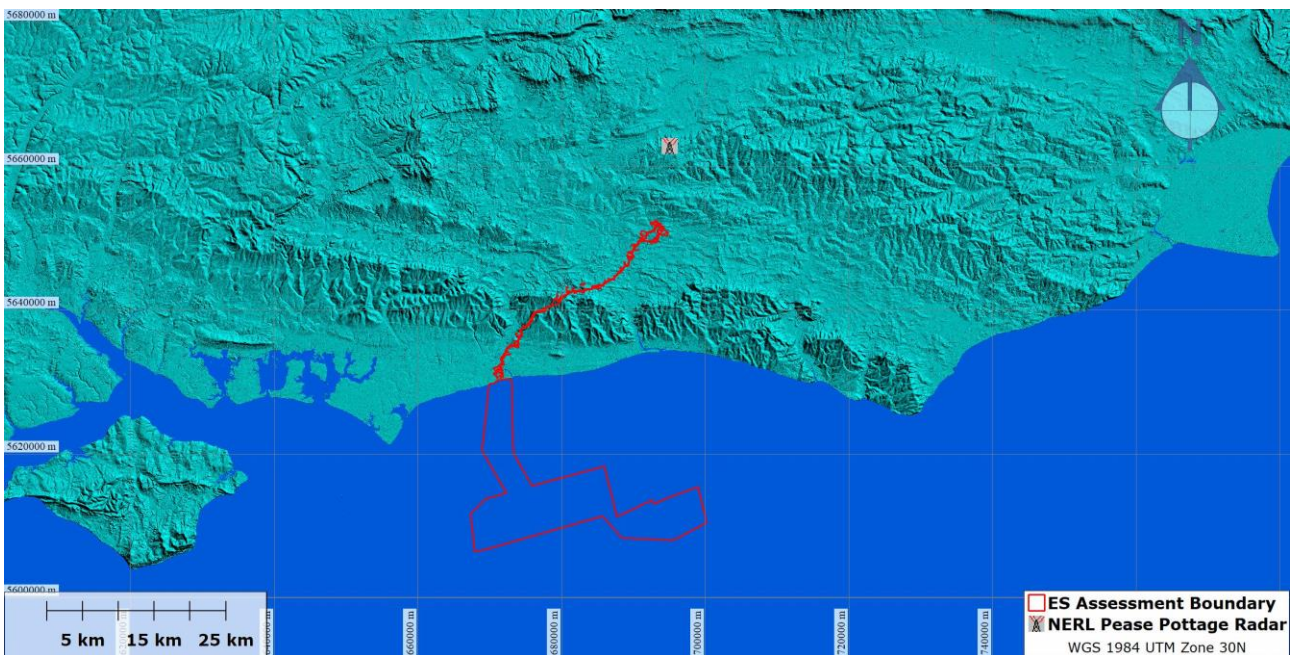 5680000 m
N
5660000 m
5640000 m
5620000 m
5600000 m
660000 m
680000 m
700000 m
720000 m
740000 m
5 km 15 km 25 km
ES Assessment Boundary
NERL Pease Pottage Radar
WGS 1984 UTM Zone 30N